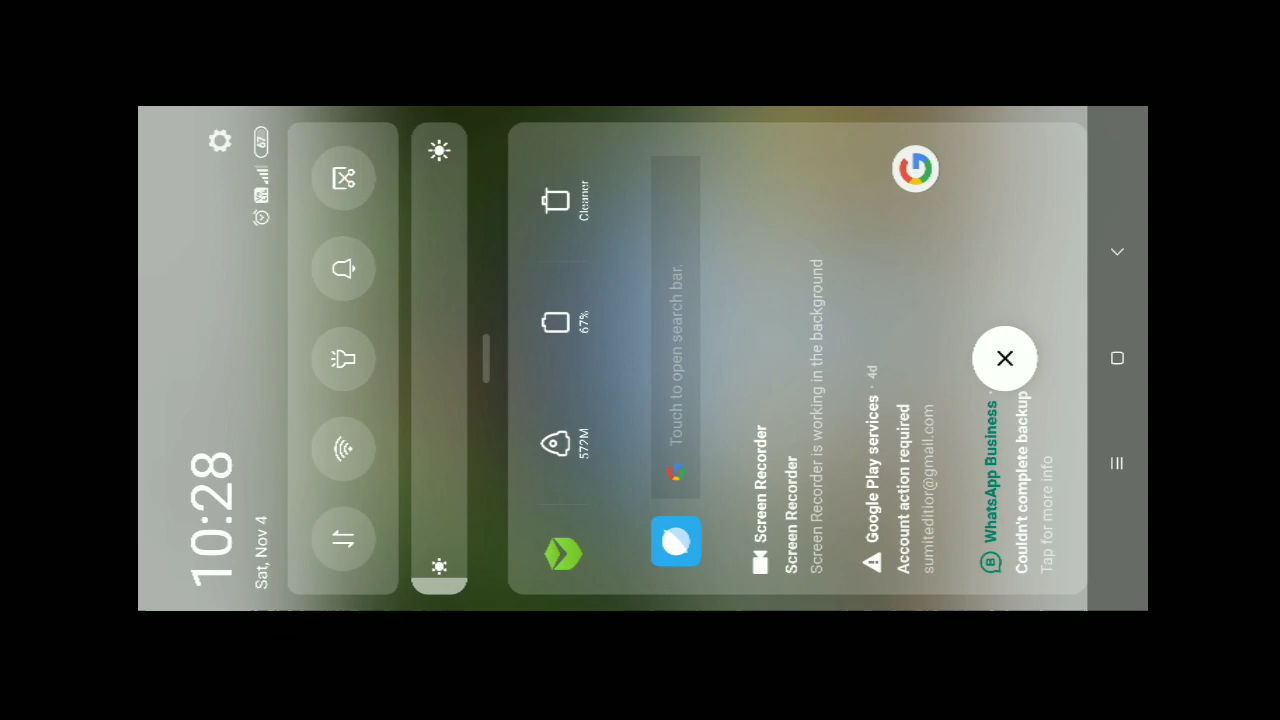 10:28
Sat, Nov 4
67
572M
67%
Cleaner
Touch to open search bar.
Screen Recorder
Screen Recorder
Screen Recorder is working in the background
Google Play services · 4d
Account action required
sumiteditior@gmail.com
WhatsApp Business ·
Couldn't complete backup
Tap for more info